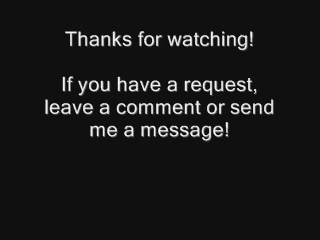 Thanks for watching!
If you have a request,
leave a comment or send
me a message!